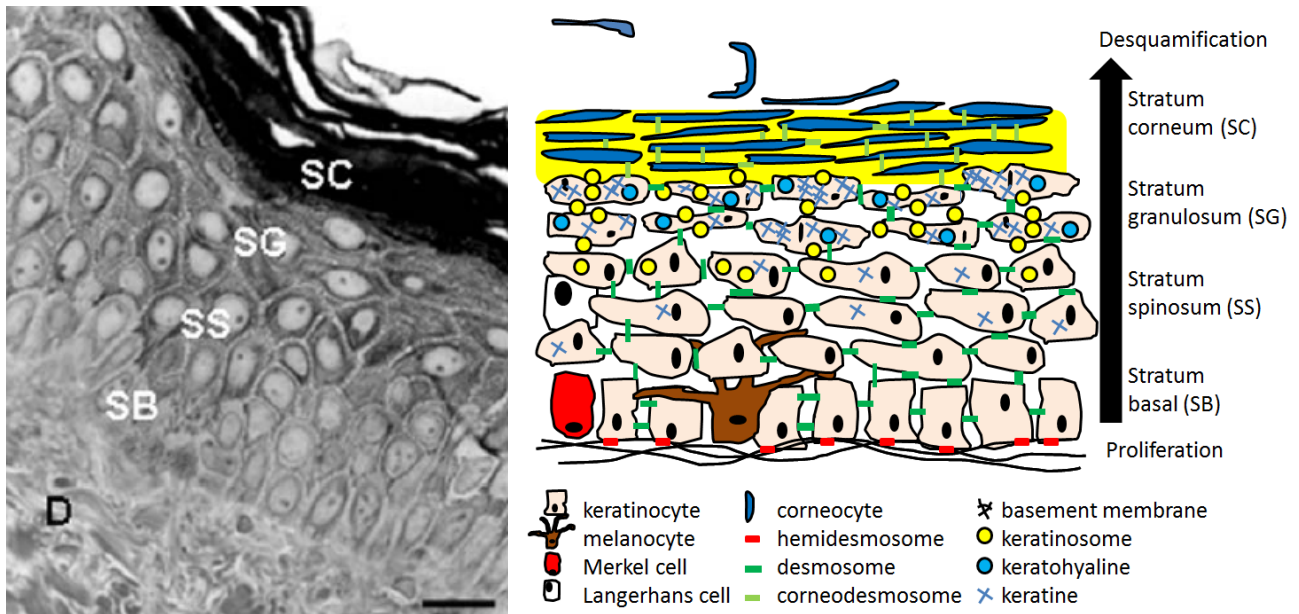 SC
SG
SS
SB
D
Desquamification
Stratum
corneum (SC)
Stratum
granulosum (SG)
Stratum
spinosum (SS)
Stratum
basal (SB)
Proliferation
keratinocyte
melanocyte
Merkel cell
Langerhans cell
corneocyte
hemidesmosome
desmosome
corneodesmosome
basement membrane
keratinosome
keratohyaline
keratine